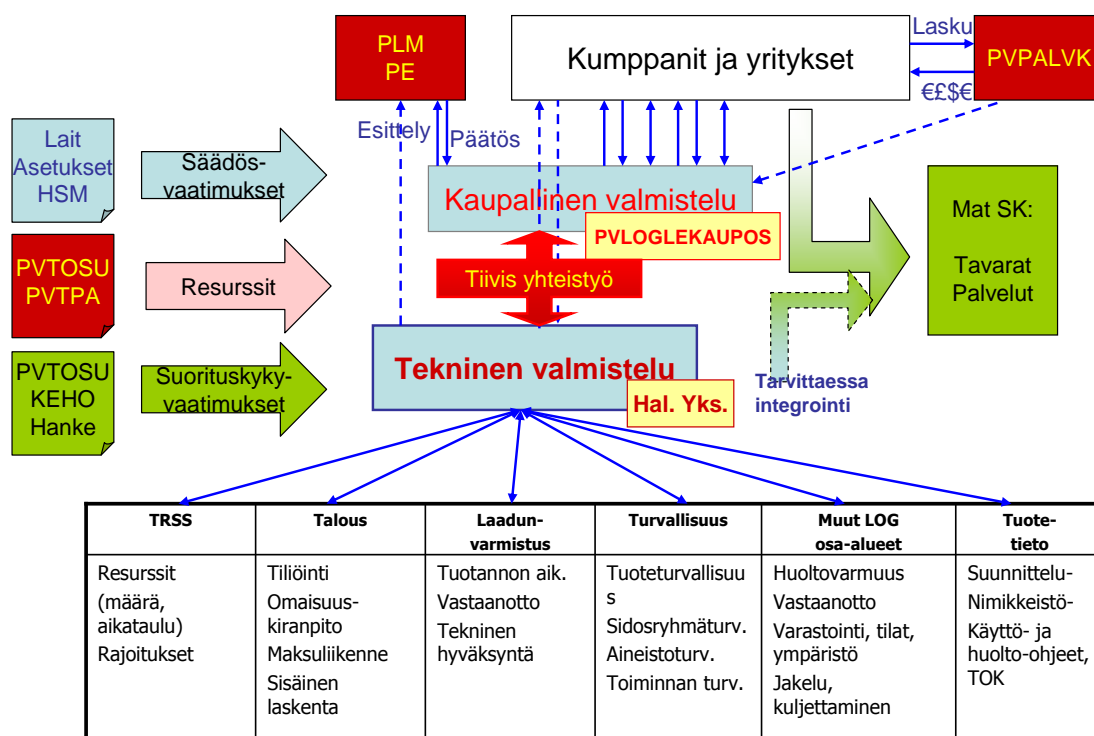 PLM
PE
Kumppanit ja yritykset
Lasku
PVPALVK
€£$€
Esittely
Päätös
Lait
Asetukset
HSM
Säädös-
vaatimukset
Kaupallinen valmistelu
PVLOGLEKAUPOS
Mat SK:
Tavarat
Palvelut
PVTOSU
PVTPA
Resurssit
Tiivis yhteistyö
PVTOSU
KEHO
Hanke
Suorituskyky-
vaatimukset
Tekninen valmistelu
Hal. Yks.
Tarvittaessa
integrointi
TRSS
Resurssit
(määrä,
aikataulu)
Rajoitukset
Talous
Tiliöinti
Omaisuus-
kiranpito
Maksuliikenne
Sisäinen
laskenta
Laadun-
varmistus
Tuotannon aik.
Vastaanotto
Tekninen
hyväksyntä
Turvallisuus
Tuoteturvallisuu
s
Sidosryhmäturv.
Aineistoturv.
Toiminnan turv.
Muut LOG
osa-alueet
Huoltovarmuus
Vastaanotto
Varastointi, tilat,
ympäristö
Jakelu,
kuljettaminen
Tuote-
tieto
Suunnittelu-
Nimikkeistö-
Käyttö- ja
huolto-ohjeet,
TOK